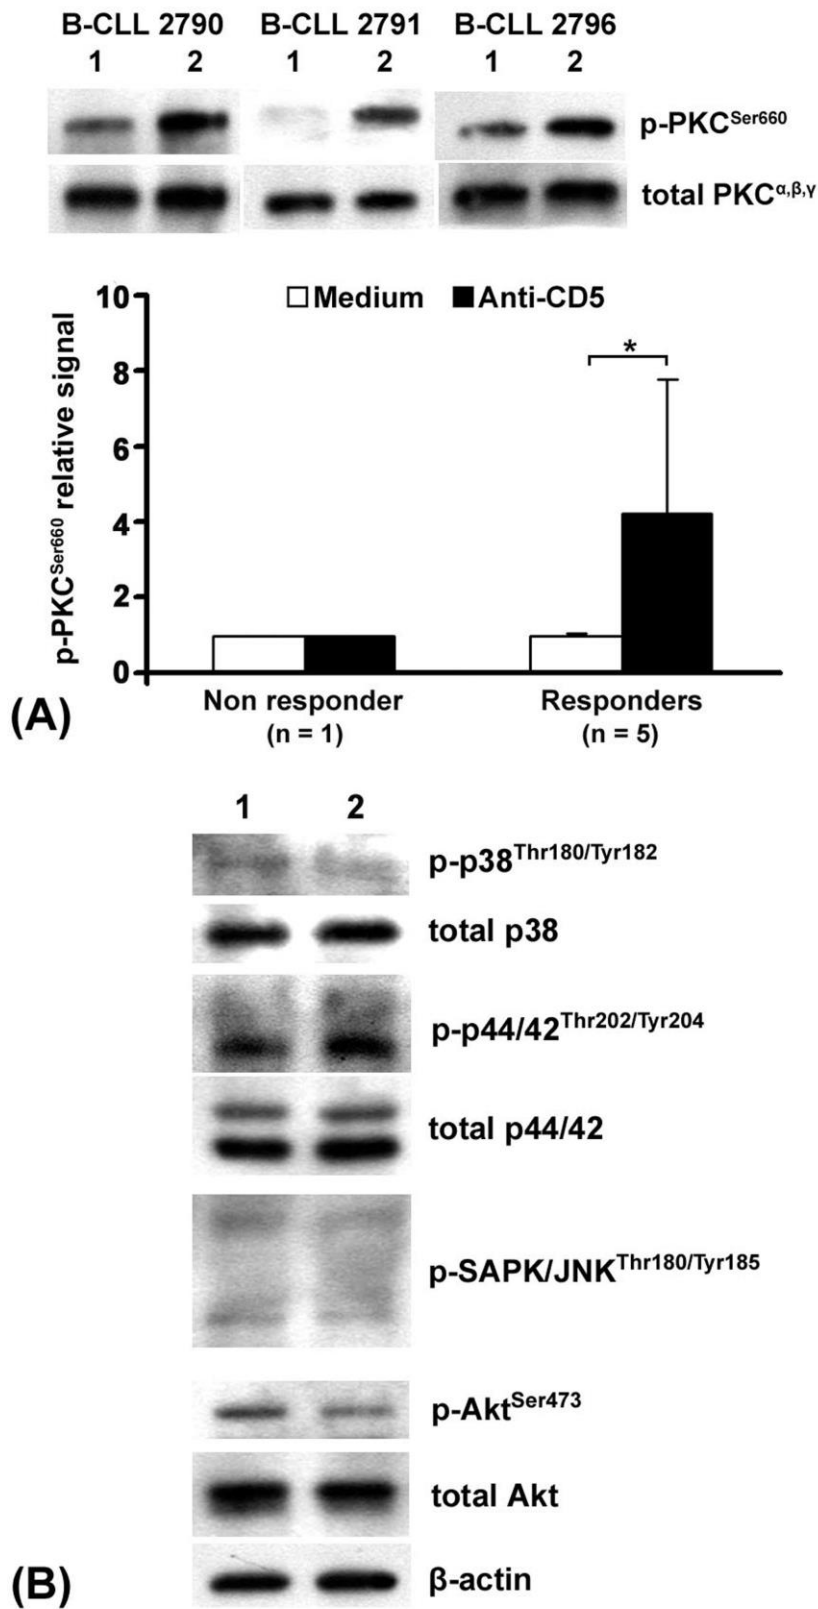 B-CLL 2790 B-CLL 2791 B-CLL 2796
1 2 1 2 1 2
p-PKCSer660
total PKCα,β,γ
Medium Anti-CD5
10
8
6
4
2
0
p-PKCSer660 relative signal
*
Non responder Responders
(n = 1) (n = 5)
(A)
1 2
p-p38Thr180/Tyr182
total p38
p-p44/42Thr202/Tyr204
total p44/42
p-SAPK/JNKThr180/Tyr185
p-AktSer473
total Akt
β-actin
(B)